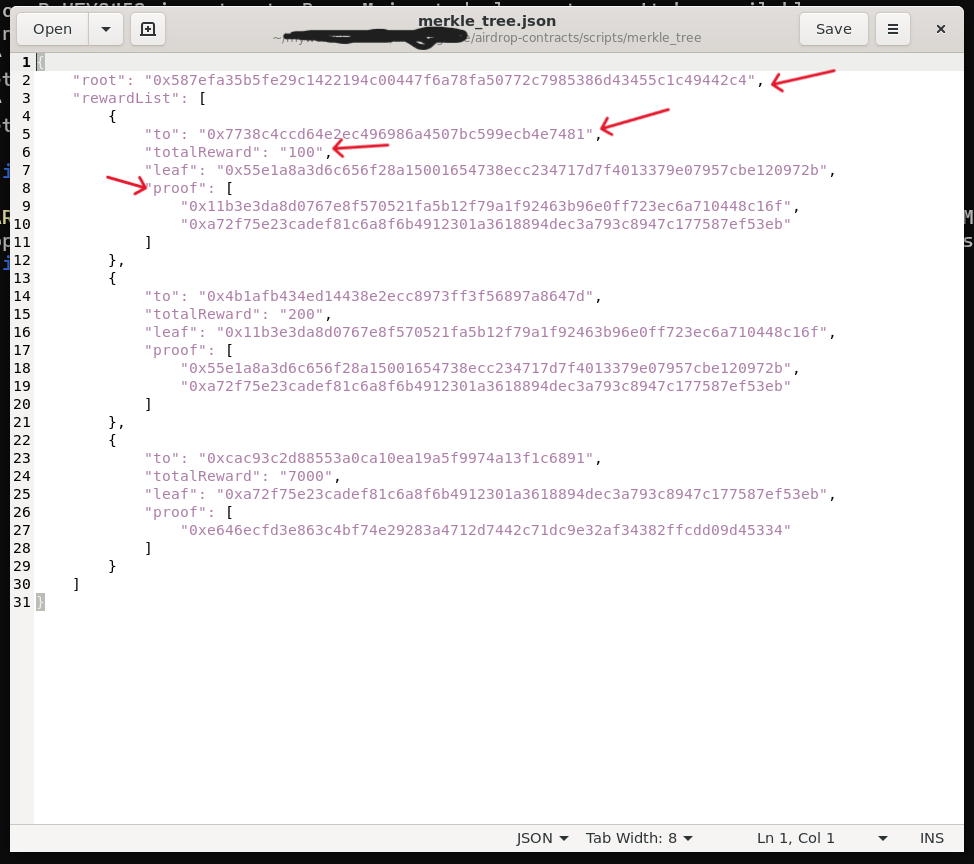 Open
merkle_tree.json
/airdrop-contracts/scripts/merkle_tree
Save
1 {
2 "root": "0x587efa35b5fe29c1422194c00447f6a78fa50772c7985386d43455c1c49442c4",
3 "rewardList": [
4 {
5 "to": "0x7738c4ccd64e2ec496986a4507bc599ecb4e7481",
6 "totalReward": "100",
7 "leaf": "0x55e1a8a3d6c656f28a15001654738ecc234717d7f4013379e07957cbe120972b",
8 "proof": [
9 "0x11b3e3da8d0767e8f570521fa5b12f79a1f92463b96e0ff723ec6a710448c16f",
10 "0xa72f75e23cadef81c6a8f6b4912301a3618894dec3a793c8947c177587ef53eb"
11 ]
12 },
13 {
14 "to": "0x4b1afb434ed14438e2ecc8973ff3f56897a8647d",
15 "totalReward": "200",
16 "leaf": "0x11b3e3da8d0767e8f570521fa5b12f79a1f92463b96e0ff723ec6a710448c16f",
17 "proof": [
18 "0x55e1a8a3d6c656f28a15001654738ecc234717d7f4013379e07957cbe120972b",
19 "0xa72f75e23cadef81c6a8f6b4912301a3618894dec3a793c8947c177587ef53eb"
20 ]
21 },
22 {
23 "to": "0xcac93c2d88553a0ca10ea19a5f9974a13f1c6891",
24 "totalReward": "7000",
25 "leaf": "0xa72f75e23cadef81c6a8f6b4912301a3618894dec3a793c8947c177587ef53eb",
26 "proof": [
27 "0xe646ecfd3e863c4bf74e29283a4712d7442c71dc9e32af34382ffcdd09d45334"
28 ]
29 }
30 ]
31 }
JSON Tab Width: 8 Ln 1, Col 1 INS